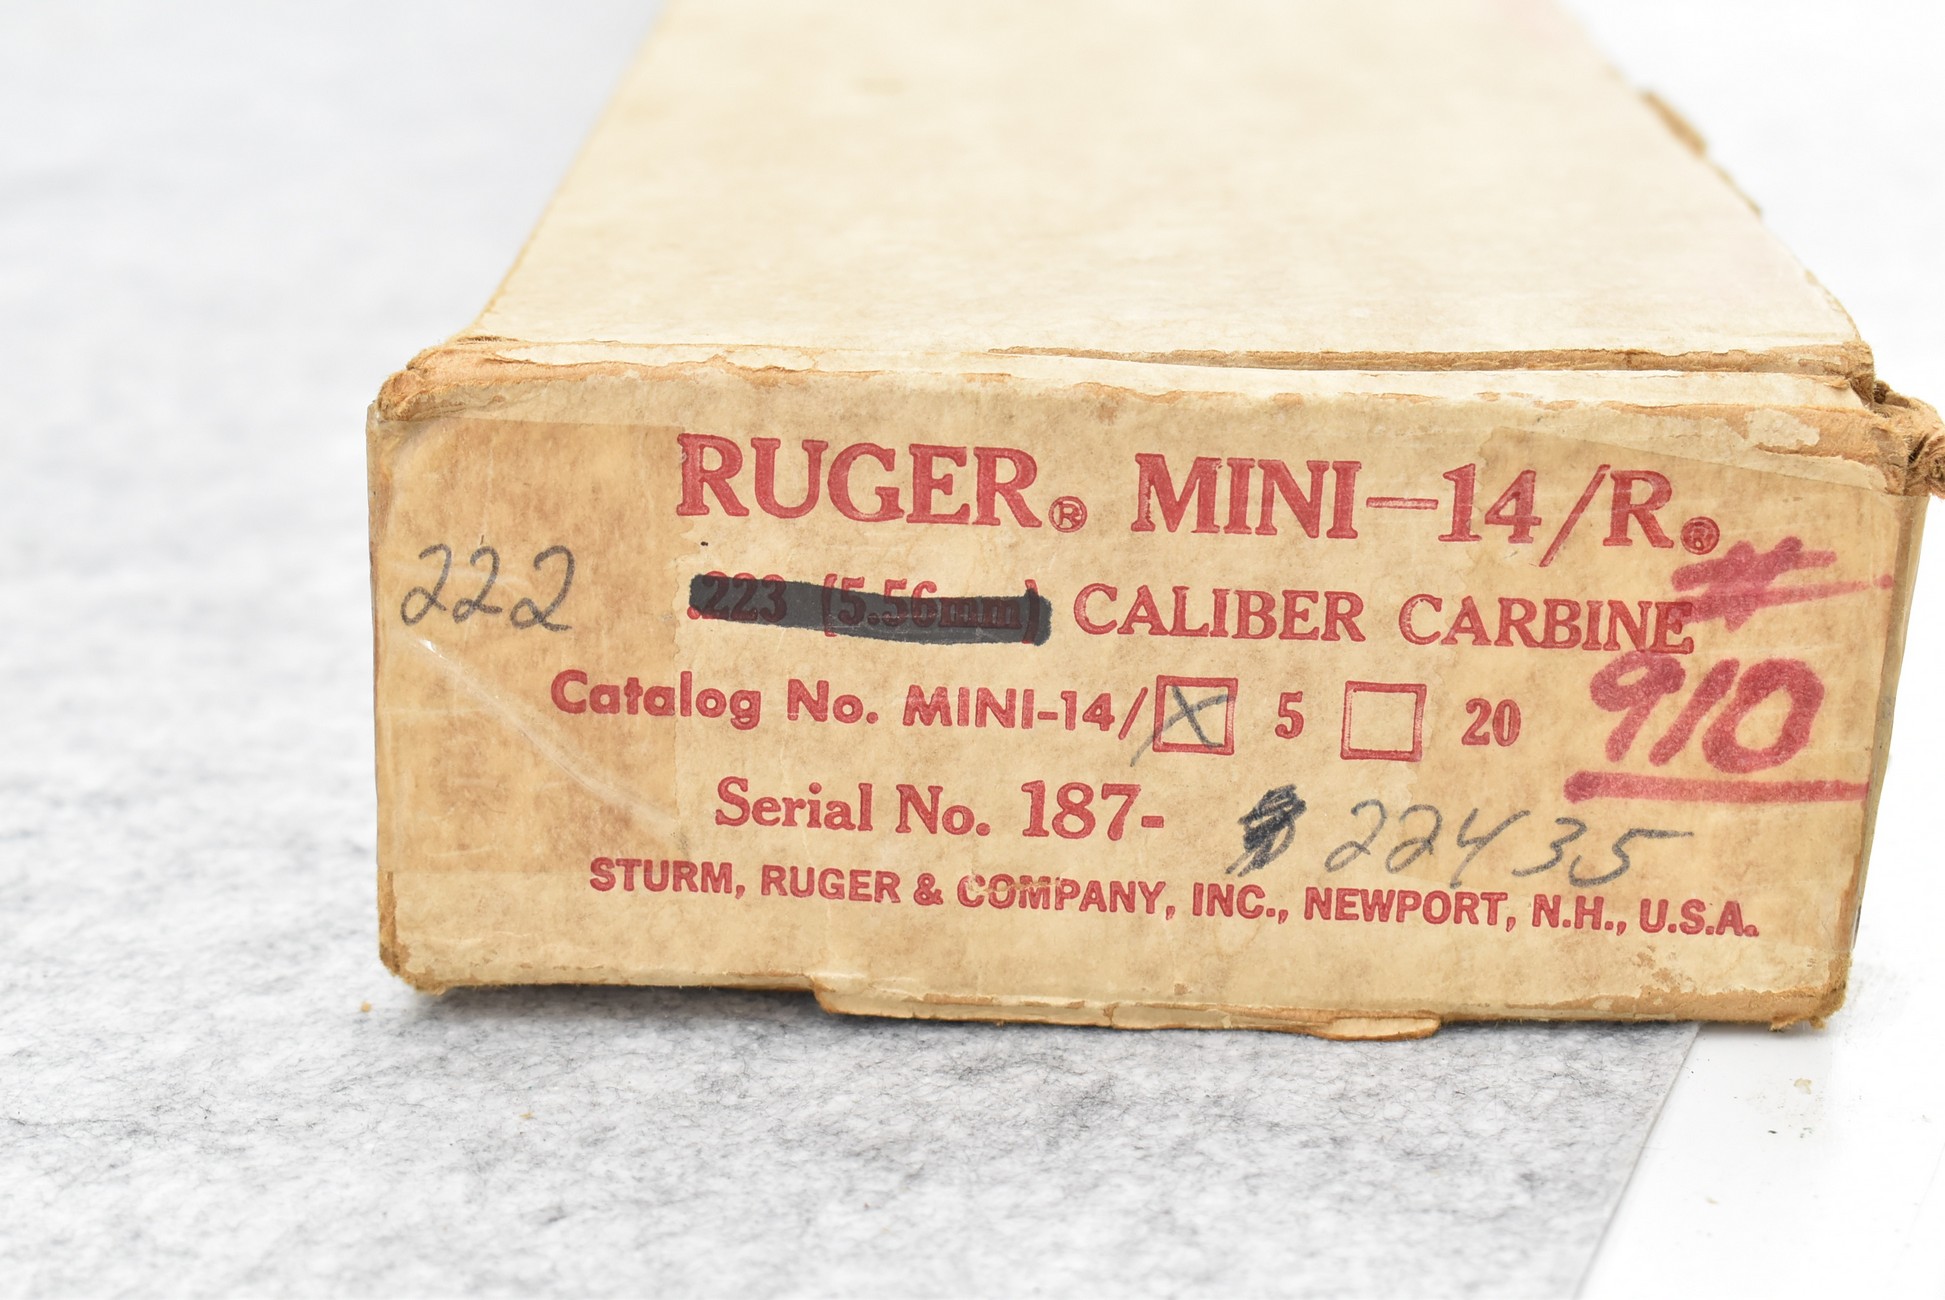 RUGER® MINI-14/R®
222 .223 (5.56mm) CALIBER CARBINE
Catalog No. MINI-14/ X 5 20 910
Serial No. 187- 22435
STURM, RUGER & COMPANY, INC., NEWPORT, N.H., U.S.A.